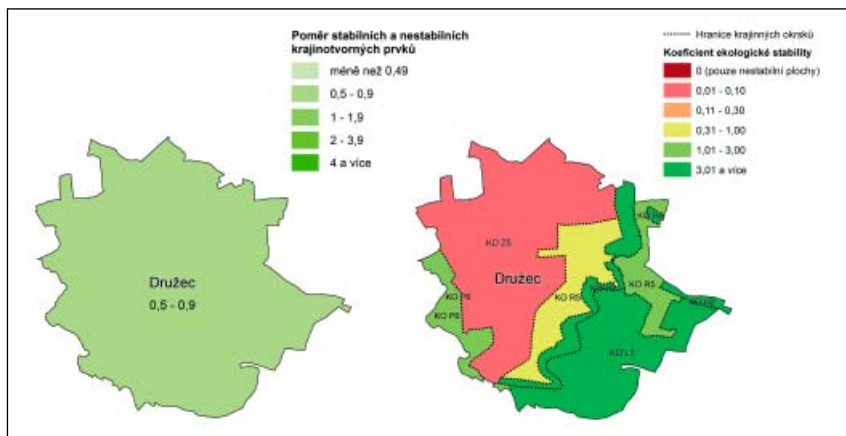 Poměr stabilních a nestabilních
krajinotvorných prvků
méně než 0,49
0,5 - 0,9
1 - 1,9
2 - 3,9
4 a více
Družec
0,5 - 0,9
Hranice krajinných okrsků
Koeficient ekologické stability
0 (pouze nestabilní plochy)
0,01 - 0,10
0,11 - 0,30
0,31 - 1,00
1,01 - 3,00
3,01 a více
KO Z6
Družec
KO P6
KO P6
KO R6
KO R5
KO L1